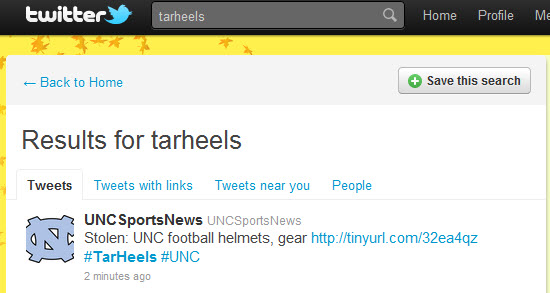 twitter tarheels Home Profile Me
← Back to Home Save this search
Results for tarheels
Tweets Tweets with links Tweets near you People
UNCSportsNews UNCSportsNews
Stolen: UNC football helmets, gear http://tinyurl.com/32ea4qz
#TarHeels #UNC
2 minutes ago